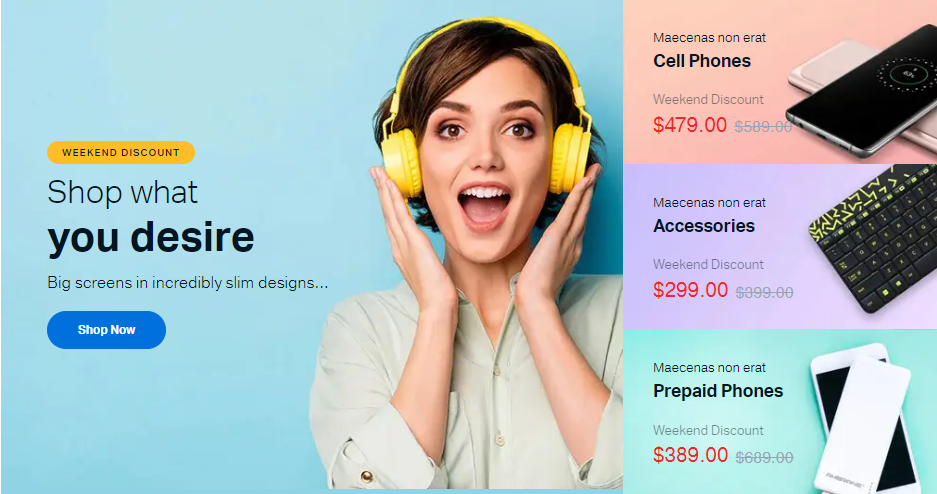 WEEKEND DISCOUNT
Shop what
you desire
Big screens in incredibly slim designs...
Shop Now
Maecenas non erat
Cell Phones
Weekend Discount
$479.00 $589.00
Maecenas non erat
Accessories
Weekend Discount
$299.00 $399.00
Maecenas non erat
Prepaid Phones
Weekend Discount
$389.00 $689.00